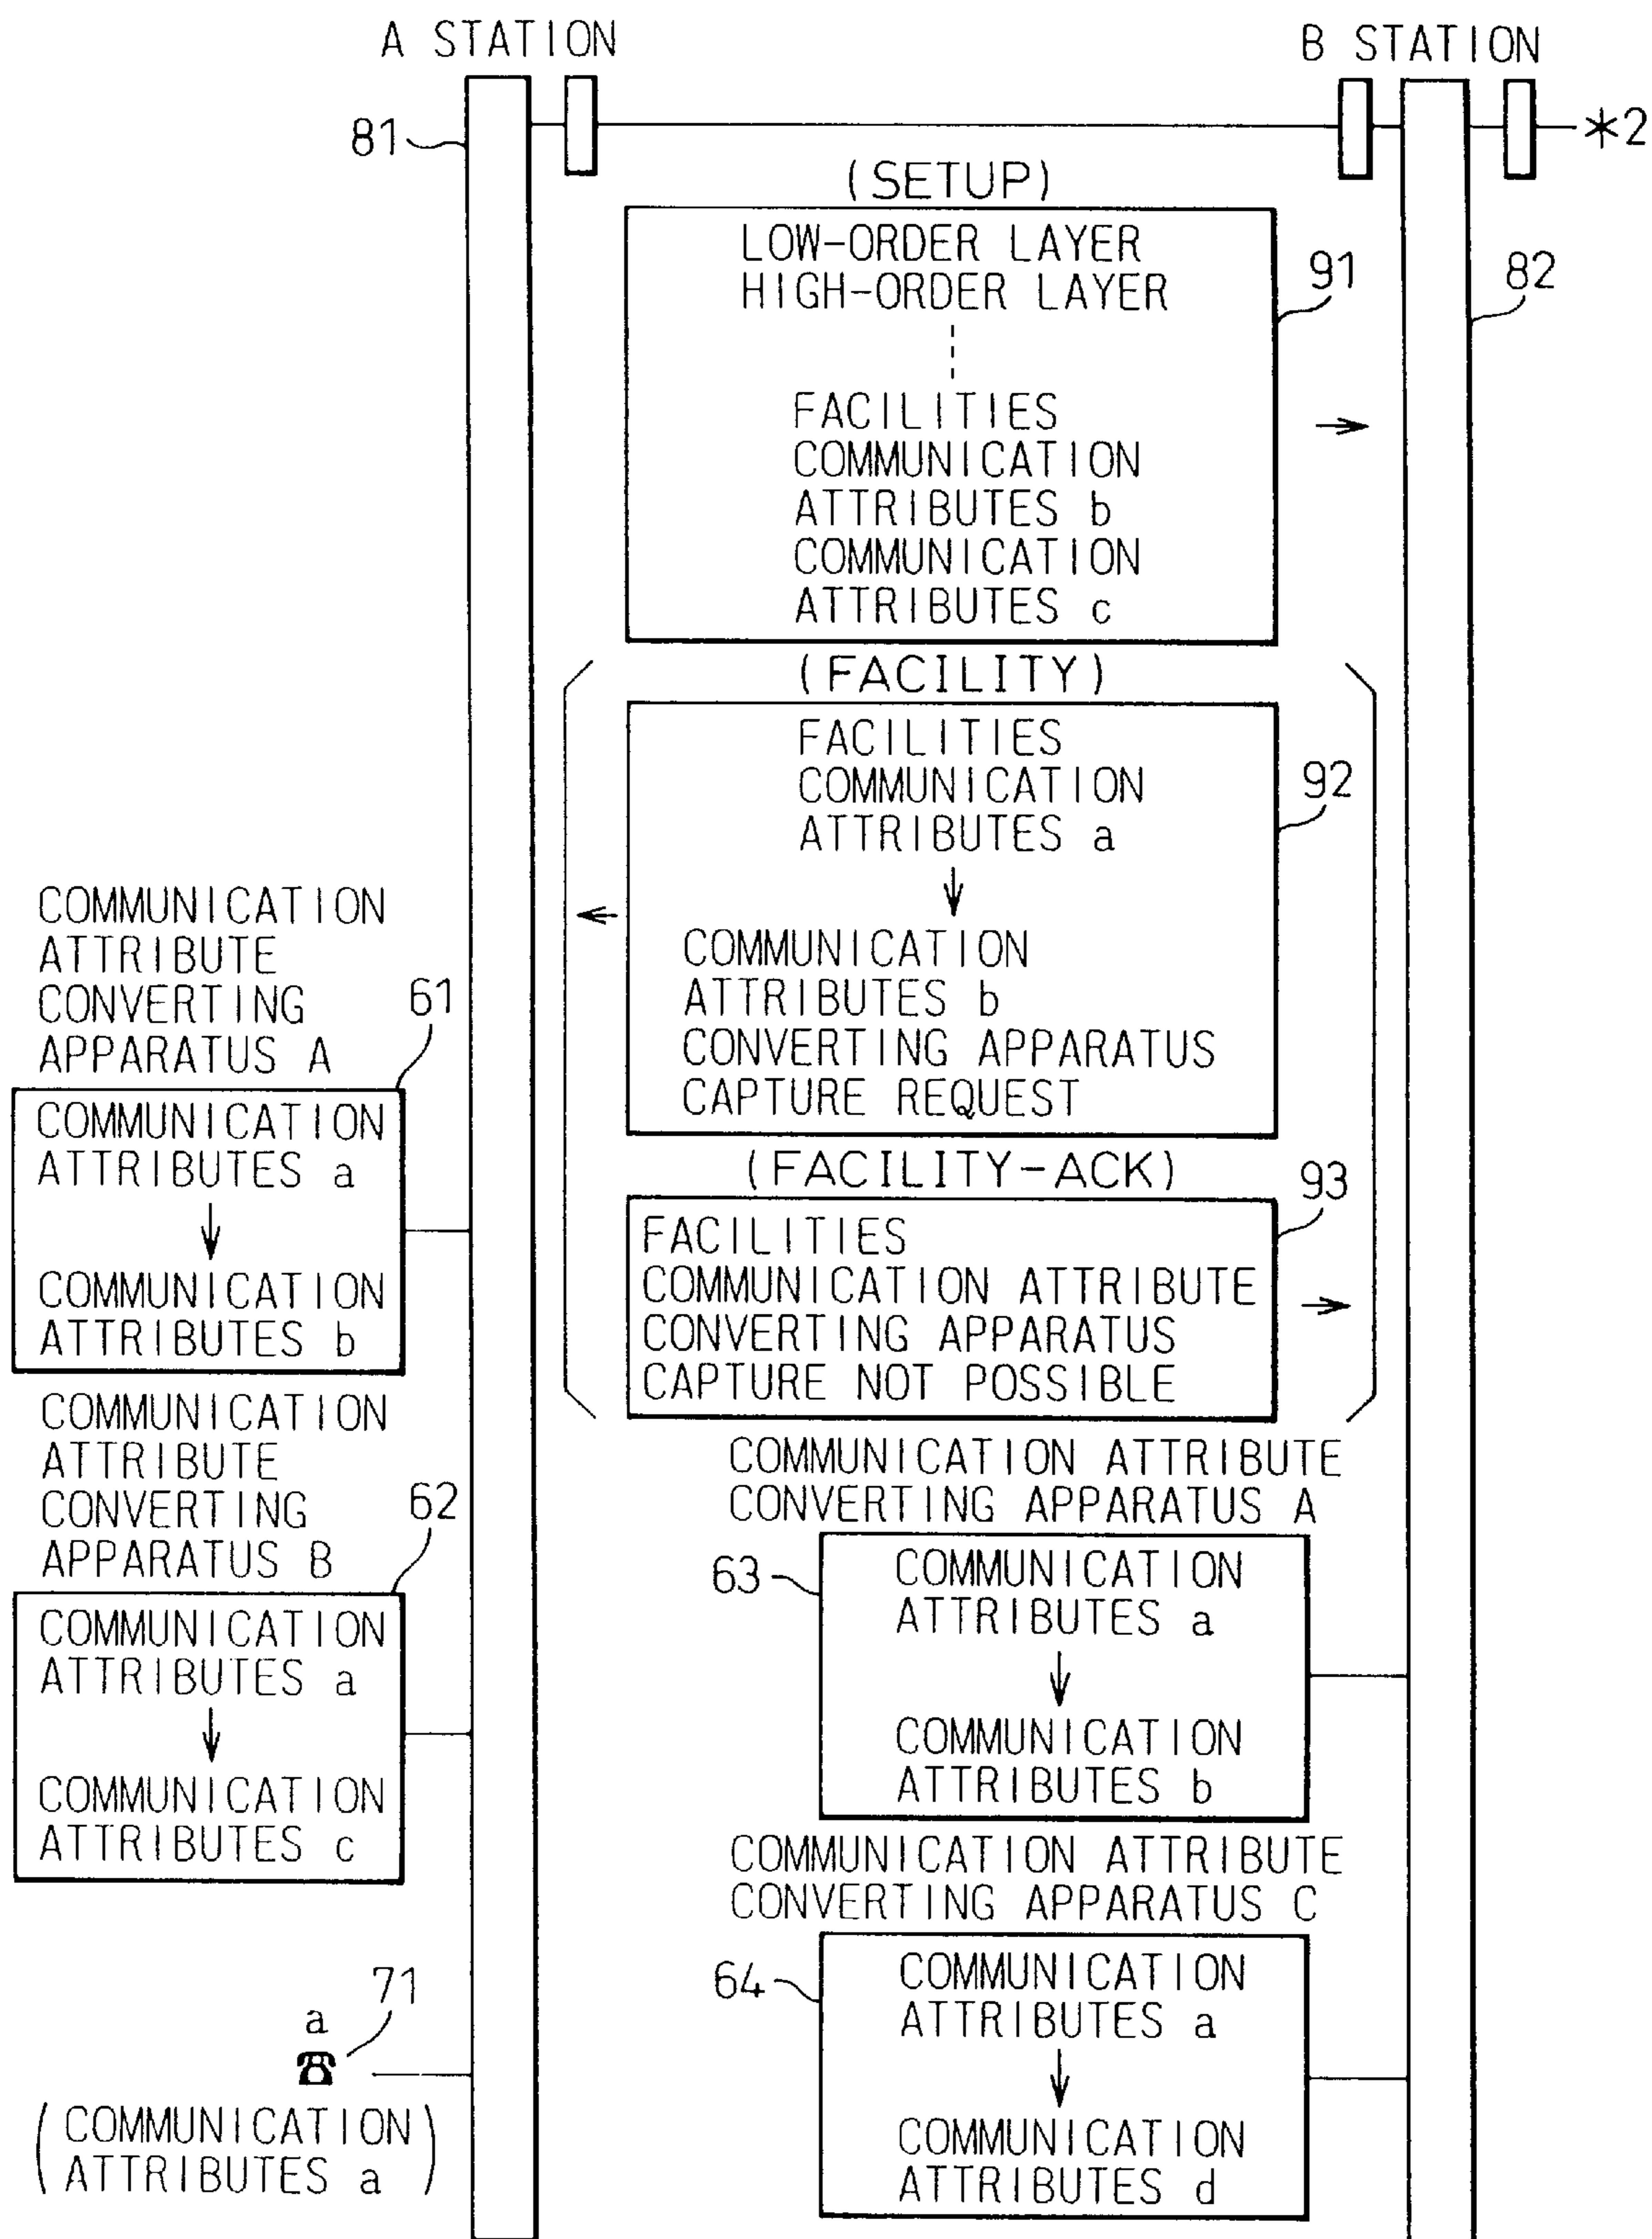 A STATION
B STATION
81
*2
(SETUP)
LOW-ORDER LAYER
HIGH-ORDER LAYER
91
82
FACILITIES
COMMUNICATION
ATTRIBUTES b
COMMUNICATION
ATTRIBUTES c
(FACILITY)
FACILITIES
COMMUNICATION
ATTRIBUTES a
92
COMMUNICATION
ATTRIBUTES b
CONVERTING APPARATUS
CAPTURE REQUEST
(FACILITY-ACK)
93
FACILITIES
COMMUNICATION ATTRIBUTE
CONVERTING APPARATUS
CAPTURE NOT POSSIBLE
COMMUNICATION
ATTRIBUTE
CONVERTING
APPARATUS A
61
COMMUNICATION
ATTRIBUTES a
COMMUNICATION
ATTRIBUTES b
COMMUNICATION
ATTRIBUTE
CONVERTING
APPARATUS B
62
COMMUNICATION
ATTRIBUTES a
COMMUNICATION
ATTRIBUTES c
COMMUNICATION ATTRIBUTE
CONVERTING APPARATUS A
63
COMMUNICATION
ATTRIBUTES a
COMMUNICATION
ATTRIBUTES b
COMMUNICATION ATTRIBUTE
CONVERTING APPARATUS C
64
COMMUNICATION
ATTRIBUTES a
COMMUNICATION
ATTRIBUTES d
71
a
(COMMUNICATION
ATTRIBUTES a)